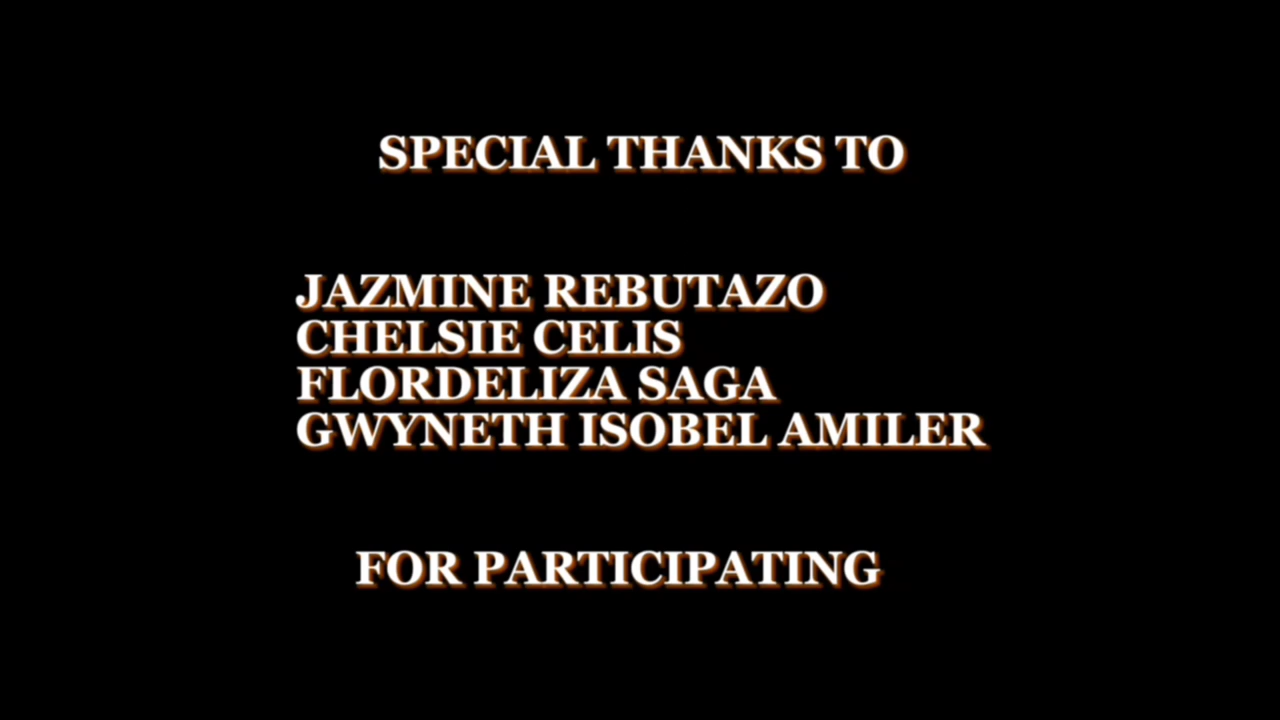 SPECIAL THANKS TO
JAZMINE REBUTAZO
CHELSIE CELIS
FLORDELIZA SAGA
GWYNETH ISOBEL AMILER
FOR PARTICIPATING